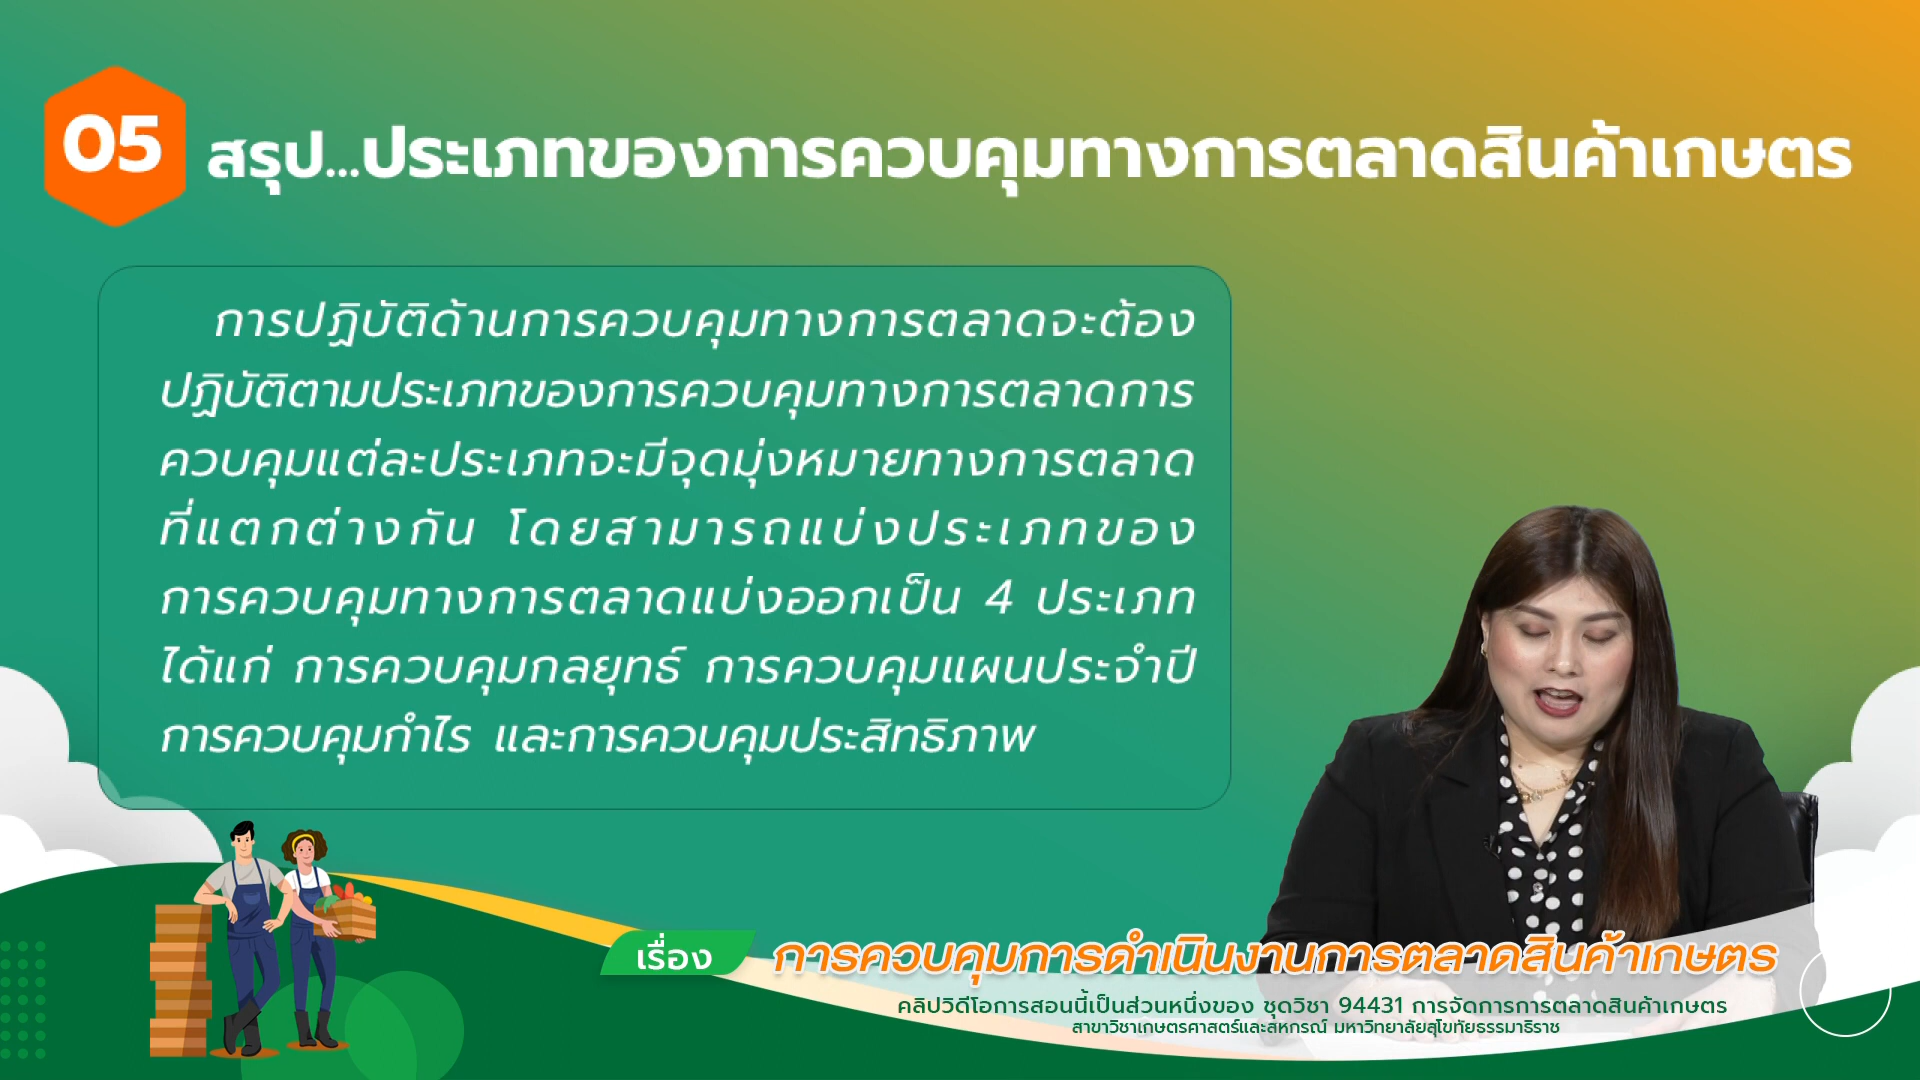 05
สรุป...ประเภทของการควบคุมทางการตลาดสินค้าเกษตร
การปฏิบัติด้านการควบคุมทางการตลาดจะต้อง
ปฏิบัติตามประเภทของการควบคุมทางการตลาดการ
ควบคุมแต่ละประเภทจะมีจุดมุ่งหมายทางการตลาด
ที่แตกต่างกัน โดยสามารถแบ่งประเภทของ
การควบคุมทางการตลาดแบ่งออกเป็น 4 ประเภท
ได้แก่ การควบคุมกลยุทธ์ การควบคุมแผนประจำปี
การควบคุมกำไร และการควบคุมประสิทธิภาพ
เรื่อง การควบคุมการดำเนินงานการตลาดสินค้าเกษตร
คลิปวิดีโอการสอนนี้เป็นส่วนหนึ่งของ ชุดวิชา 94431 การจัดการการตลาดสินค้าเกษตร
สาขาวิชาเกษตรศาสตร์และสหกรณ์ มหาวิทยาลัยสุโขทัยธรรมาธิราช